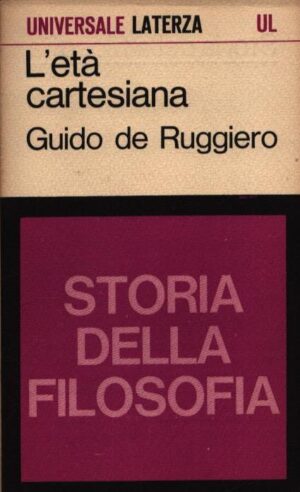 UNIVERSALE LATERZA UL
L'età
cartesiana
Guido de Ruggiero
STORIA
DELLA
FILOSOFIA